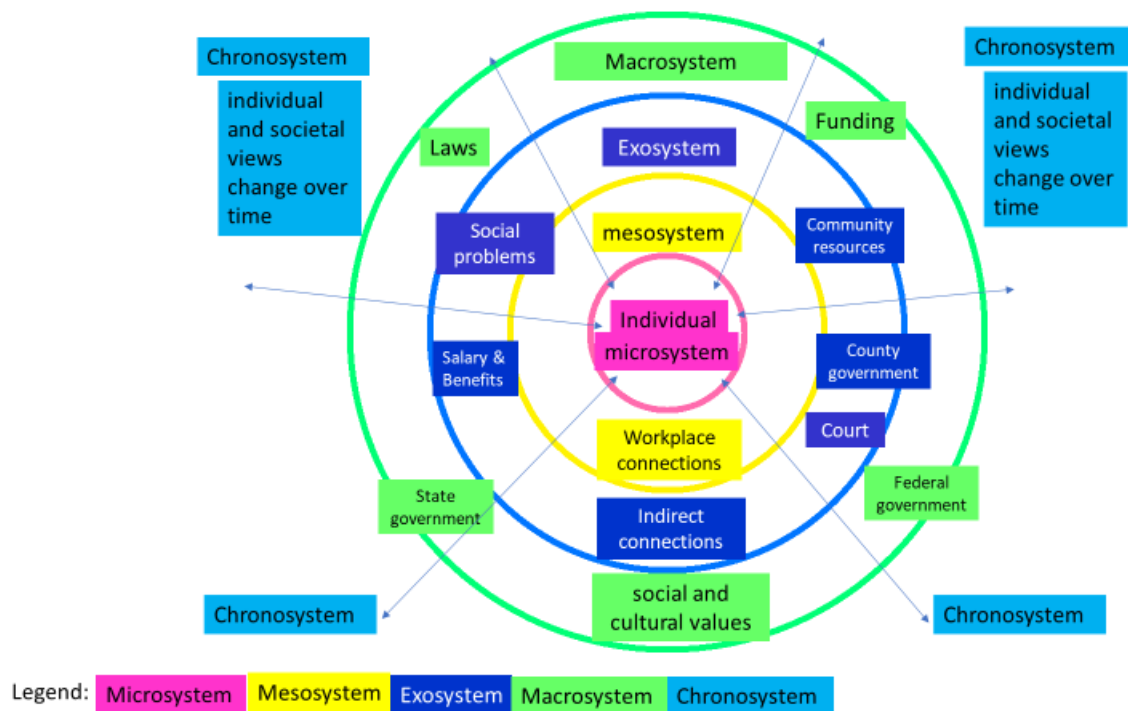 Chronosystem
individual
and societal
views
change over
time
Macrosystem
Chronosystem
individual
and societal
views
change over
time
Laws
Funding
Exosystem
Social
problems
mesosystem
Community
resources
Individual
microsystem
Salary &
Benefits
County
government
Court
Workplace
connections
State
government
Federal
government
Indirect
connections
social and
cultural values
Chronosystem
Chronosystem
Legend: Microsystem Mesosystem Exosystem Macrosystem Chronosystem